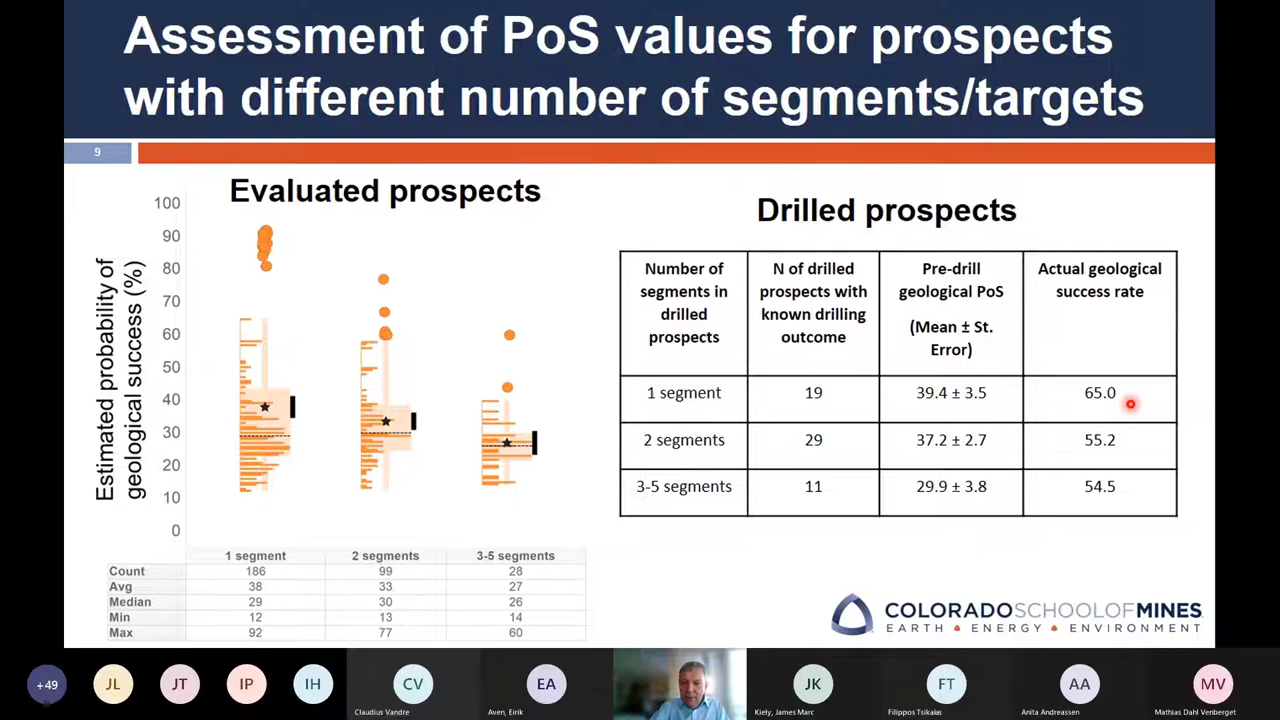 Assessment of PoS values for prospects
with different number of segments/targets
9
Evaluated prospects
Estimated probability of
geological success (%)
100
90
80
70
60
50
40
30
20
10
0
1 segment 2 segments 3-5 segments
Count 186 99 28
Avg 38 33 27
Median 29 30 26
Min 12 13 14
Max 92 77 60
Drilled prospects
Number of segments in drilled prospects
N of drilled prospects with known drilling outcome
Pre-drill geological PoS (Mean ± St. Error)
Actual geological success rate
1 segment 19 39.4 ± 3.5 65.0
2 segments 29 37.2 ± 2.7 55.2
3-5 segments 11 29.9 ± 3.8 54.5
COLORADOSCHOOLOFMINES
EARTH ENERGY ENVIRONMENT
+49 JL JT IP IH CV EA JK FT AA MV
Claudius Vandre Aven, Eirik Kiely, James Marc Filippos Tsikalas Anita Andreassen Mathias Dahl Venberget